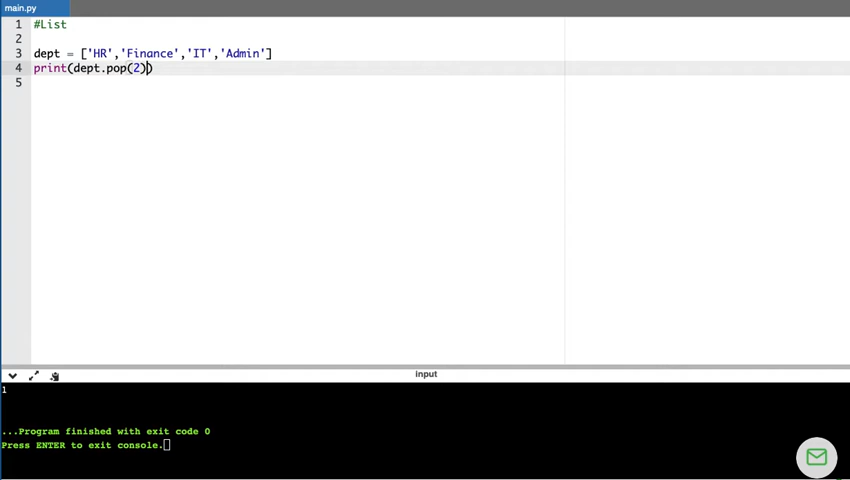 main.py
1 #List
2
3 dept = ['HR','Finance','IT','Admin']
4 print(dept.pop(2))
5
input
1
...Program finished with exit code 0
Press ENTER to exit console.